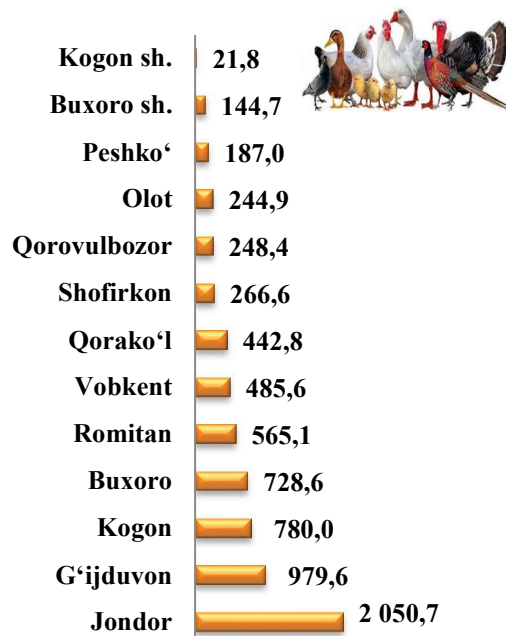 Kogon sh. 21,8
Buxoro sh. 144,7
Peshko‘ 187,0
Olot 244,9
Qorovulbozor 248,4
Shofirkon 266,6
Qorako‘l 442,8
Vobkent 485,6
Romitan 565,1
Buxoro 728,6
Kogon 780,0
G‘ijduvon 979,6
Jondor 2 050,7